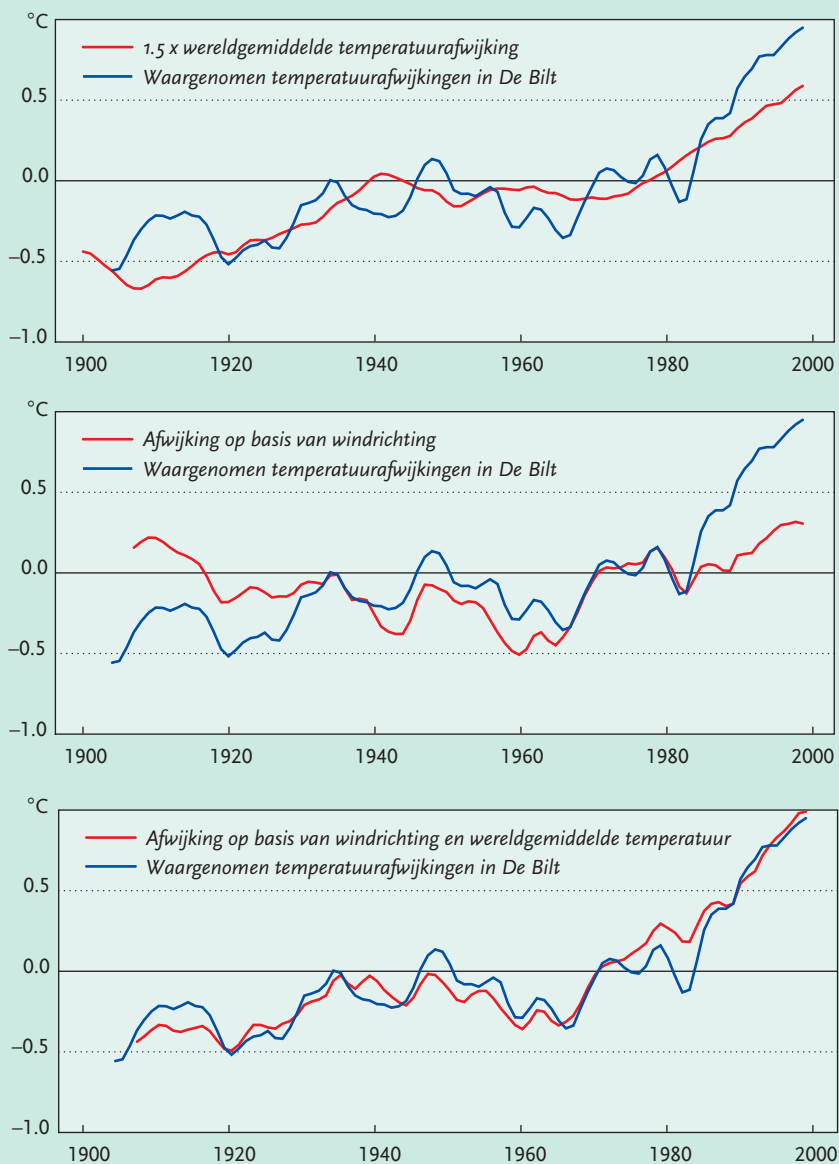 °C
1.5 x wereldgemiddelde temperatuurafwijking
Waargenomen temperatuurafwijkingen in De Bilt
0.5
0.0
–0.5
–1.0
1900 1920 1940 1960 1980 2000
°C
Afwijking op basis van windrichting
Waargenomen temperatuurafwijkingen in De Bilt
0.5
0.0
–0.5
–1.0
1900 1920 1940 1960 1980 2000
°C
Afwijking op basis van windrichting en wereldgemiddelde temperatuur
Waargenomen temperatuurafwijkingen in De Bilt
0.5
0.0
–0.5
–1.0
1900 1920 1940 1960 1980 2000